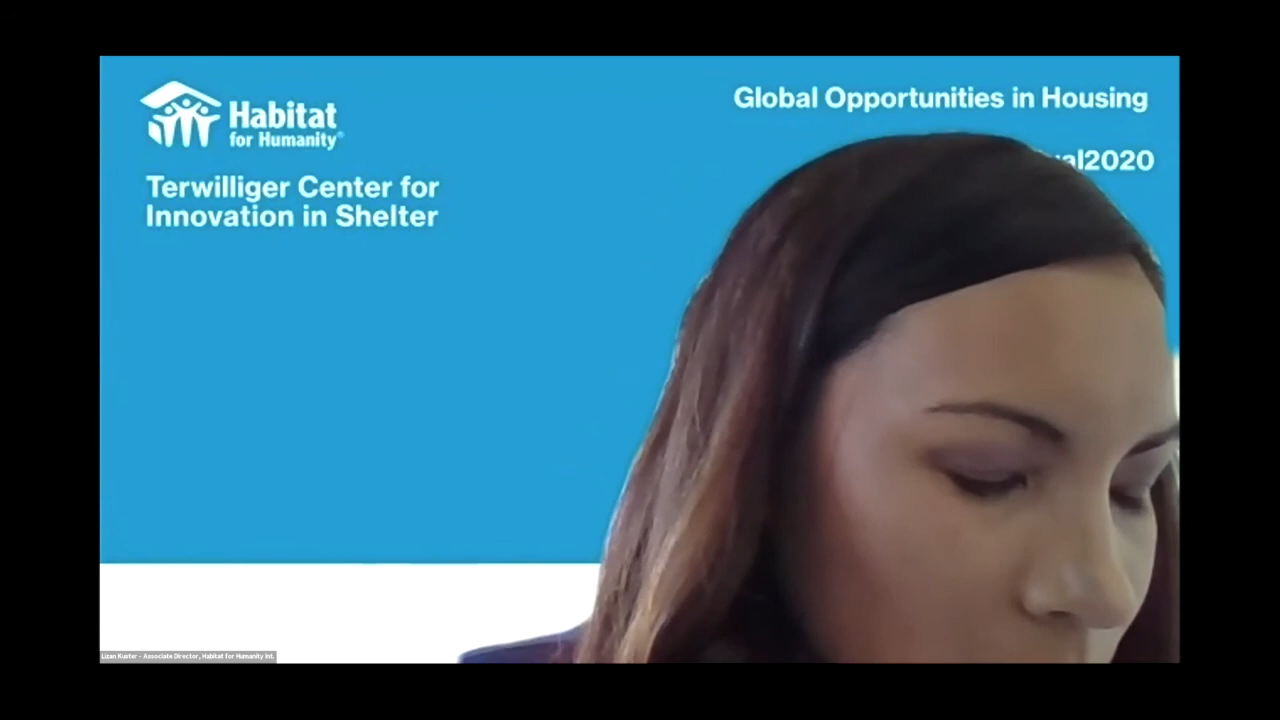 Habitat
for Humanity®
Terwilliger Center for
Innovation in Shelter
Global Opportunities in Housing
2020
Lizan Kuster - Associate Director, Habitat for Humanity Int.